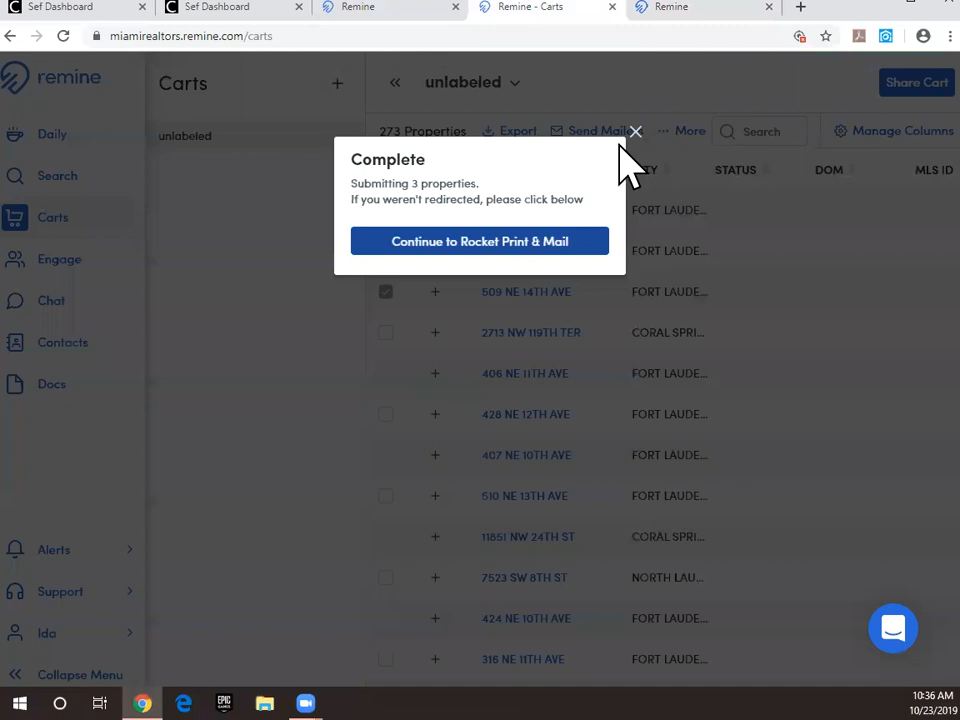 Sef Dashboard
Sef Dashboard
Remine
Remine - Carts
Remine
miamirealtors.remine.com/carts
remine
Daily
Search
Carts
Engage
Chat
Contacts
Docs
Alerts
Support
Ida
Collapse Menu
Carts
unlabeled
unlabeled
Share Cart
273 Properties
Export
Send Mail
More
Search
Manage Columns
STATUS
DOM
MLS ID
Complete
Submitting 3 properties.
If you weren't redirected, please click below
Continue to Rocket Print & Mail
FORT LAUDE...
FORT LAUDE...
509 NE 14TH AVE FORT LAUDE...
2713 NW 119TH TER CORAL SPRI...
406 NE 11TH AVE FORT LAUDE...
428 NE 12TH AVE FORT LAUDE...
407 NE 10TH AVE FORT LAUDE...
510 NE 13TH AVE FORT LAUDE...
11851 NW 24TH ST CORAL SPRI...
7523 SW 8TH ST NORTH LAU...
424 NE 10TH AVE FORT LAUDE...
316 NE 11TH AVE FORT LAUDE...
EPIC
GAMES
10:36 AM
10/23/2019